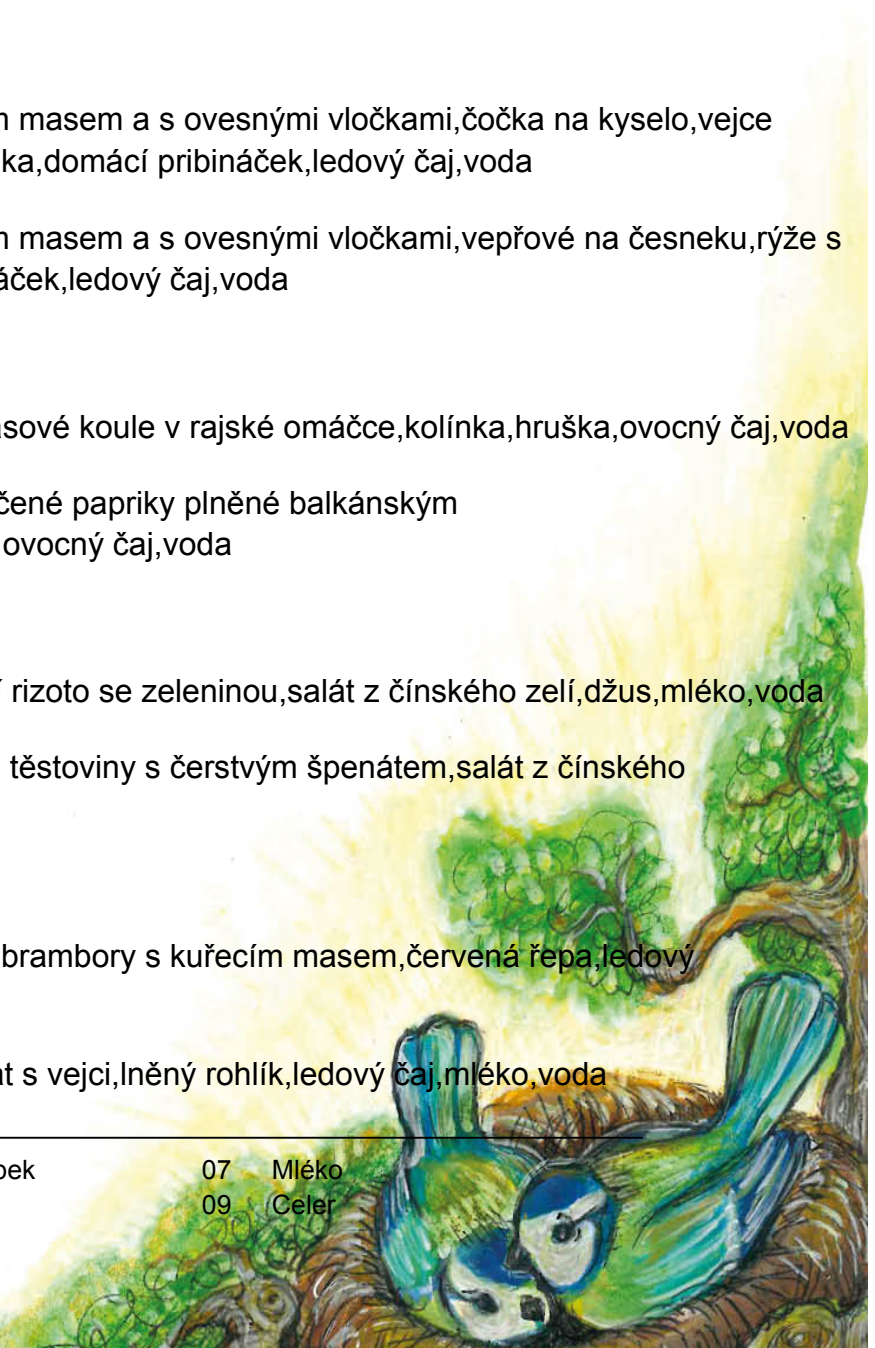 m masem a s ovesnými vločkami,čočka na kyselo,vejce
ka,domácí pribináček,ledový čaj,voda
m masem a s ovesnými vločkami,vepřové na česneku,rýže s
áček,ledový čaj,voda
asové koule v rajské omáčce,kolínka,hruška,ovocný čaj,voda
čené papriky plněné balkánským
ovocný čaj,voda
í rizoto se zeleninou,salát z čínského zelí,džus,mléko,voda
těstoviny s čerstvým špenátem,salát z čínského
brambory s kuřecím masem,červená řepa,ledový
át s vejci,lněný rohlík,ledový čaj,mléko,voda
bek 07 Mléko
09 Celer